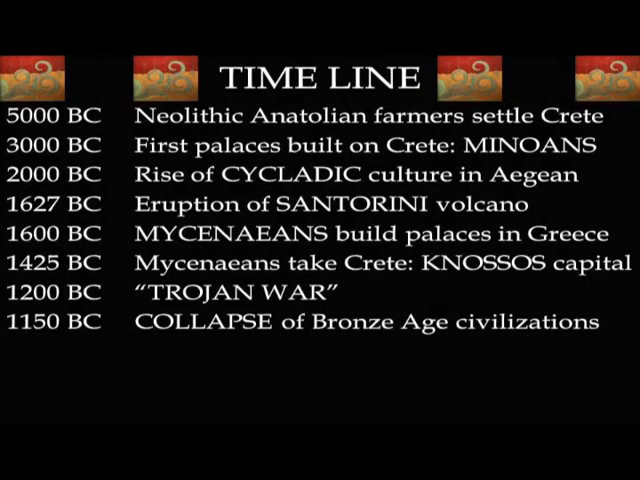 TIME LINE
5000 BC Neolithic Anatolian farmers settle Crete
3000 BC First palaces built on Crete: MINOANS
2000 BC Rise of CYCLADIC culture in Aegean
1627 BC Eruption of SANTORINI volcano
1600 BC MYCENAEANS build palaces in Greece
1425 BC Mycenaeans take Crete: KNOSSOS capital
1200 BC “TROJAN WAR”
1150 BC COLLAPSE of Bronze Age civilizations